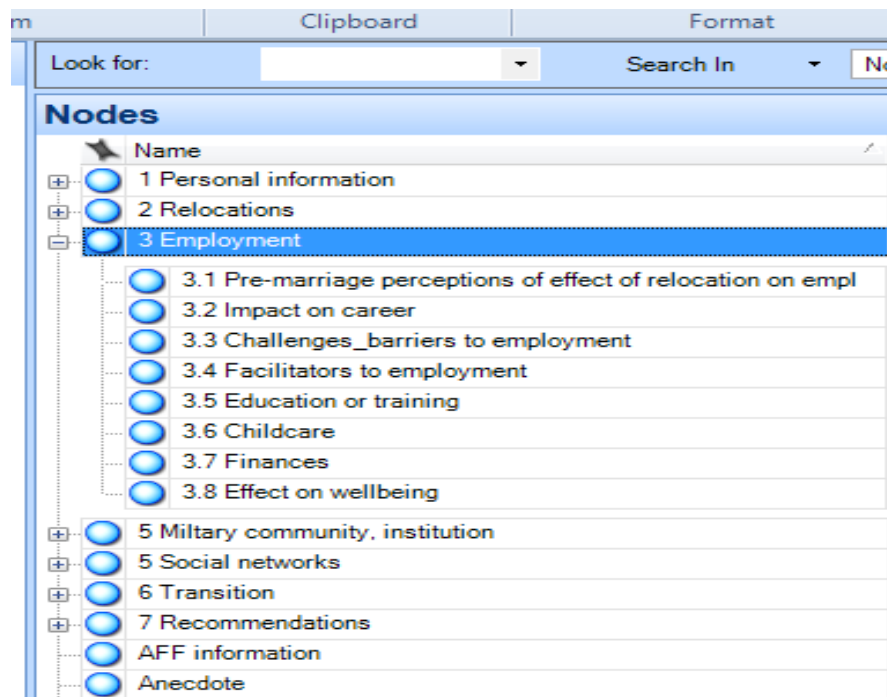 m Clipboard Format
Look for: Search In No
Nodes
Name
1 Personal information
2 Relocations
3 Employment
3.1 Pre-marriage perceptions of effect of relocation on empl
3.2 Impact on career
3.3 Challenges_barriers to employment
3.4 Facilitators to employment
3.5 Education or training
3.6 Childcare
3.7 Finances
3.8 Effect on wellbeing
5 Miltary community, institution
5 Social networks
6 Transition
7 Recommendations
AFF information
Anecdote